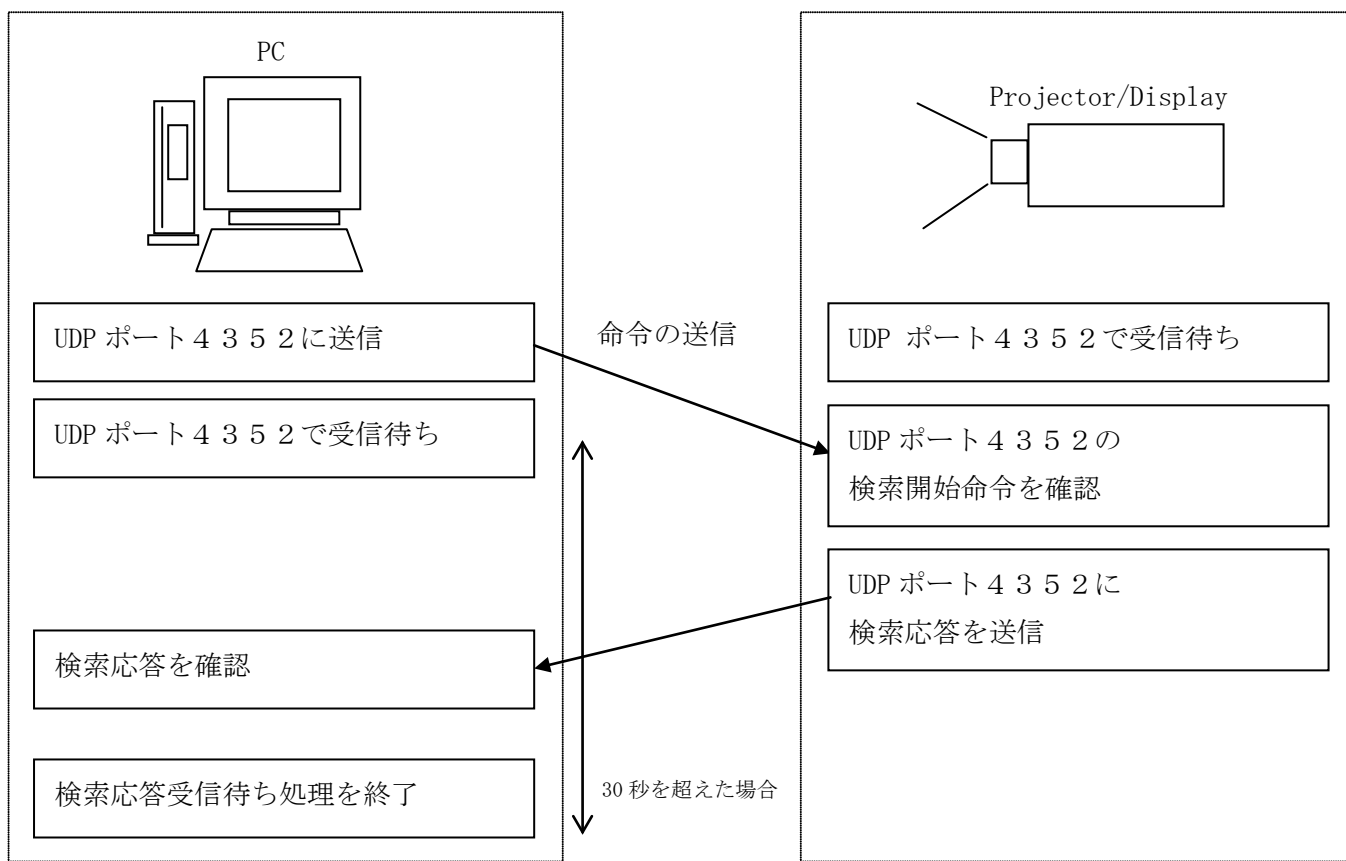 PC
Projector/Display
UDP ポート４３５２に送信
命令の送信
UDP ポート４３５２で受信待ち
UDP ポート４３５２で受信待ち
UDP ポート４３５２の
検索開始命令を確認
UDP ポート４３５２に
検索応答を送信
検索応答を確認
検索応答受信待ち処理を終了
30 秒を超えた場合